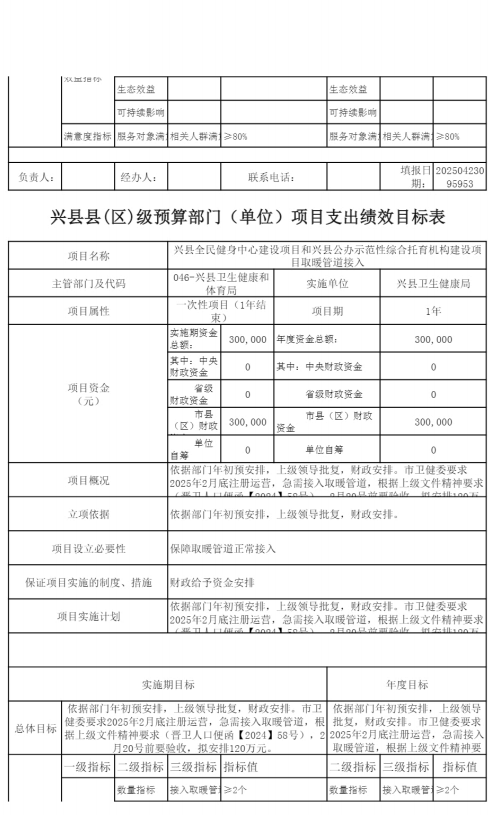 效益指标
生态效益 生态效益
可持续影响 可持续影响
满意度指标 服务对象满 相关人群满 ≥80% 服务对象满 相关人群满 ≥80%
负责人: 经办人: 联系电话: 填报日期: 20250423095953
兴县县(区)级预算部门（单位）项目支出绩效目标表
项目名称 兴县全民健身中心建设项目和兴县公办示范性综合托育机构建设项
目取暖管道接入
主管部门及代码 046-兴县卫生健康和体育局 实施单位 兴县卫生健康局
项目属性 一次性项目（1年结束） 项目期 1年
项目资金
（元）
实施期资金总额: 300,000 年度资金总额: 300,000
其中: 中央财政资金 0 其中: 中央财政资金 0
省级财政资金 0 省级财政资金 0
市县（区）财政 300,000 市县（区）财政资金 300,000
单位自筹 0 单位自筹 0
项目概况 依据部门年初预安排，上级领导批复，财政安排。市卫健委要求
2025年2月底注册运营，急需接入取暖管道，根据上级文件精神要求
（晋卫人口便函【2024】58号），2月20号前要验收，拟安排120万
立项依据 依据部门年初预安排，上级领导批复，财政安排。
项目设立必要性 保障取暖管道正常接入
保证项目实施的制度、措施 财政给予资金安排
项目实施计划 依据部门年初预安排，上级领导批复，财政安排。市卫健委要求
2025年2月底注册运营，急需接入取暖管道，根据上级文件精神要求
（晋卫人口便函【2024】58号），2月20号前要验收，拟安排120万
实施期目标 年度目标
总体目标
依据部门年初预安排，上级领导批复，财政安排。市卫
健委要求2025年2月底注册运营，急需接入取暖管道，根
据上级文件精神要求（晋卫人口便函【2024】58号），2
月20号前要验收，拟安排120万元。
依据部门年初预安排，上级领导
批复，财政安排。市卫健委要求
2025年2月底注册运营，急需接入
取暖管道，根据上级文件精神要
一级指标 二级指标 三级指标 指标值 二级指标 三级指标 指标值
数量指标 接入取暖管 ≥2个 数量指标 接入取暖管 ≥2个